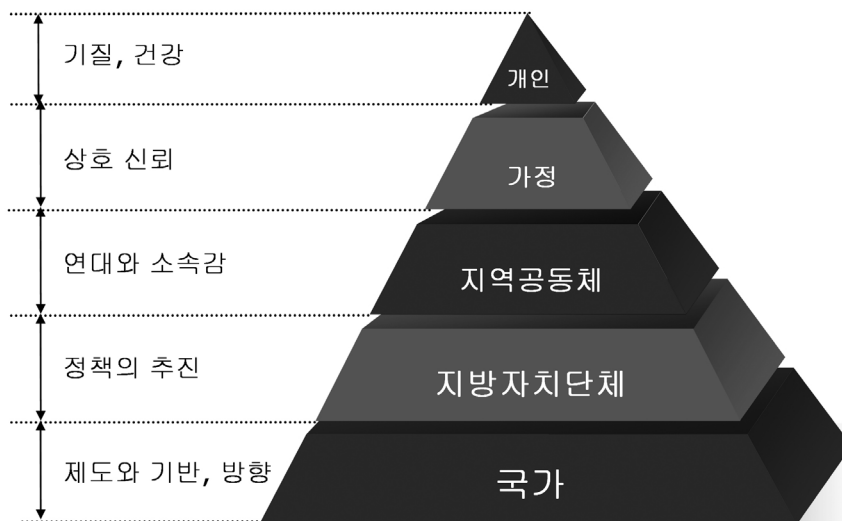 기질, 건강
개인
상호 신뢰
가정
연대와 소속감
지역공동체
정책의 추진
지방자치단체
제도와 기반, 방향
국가